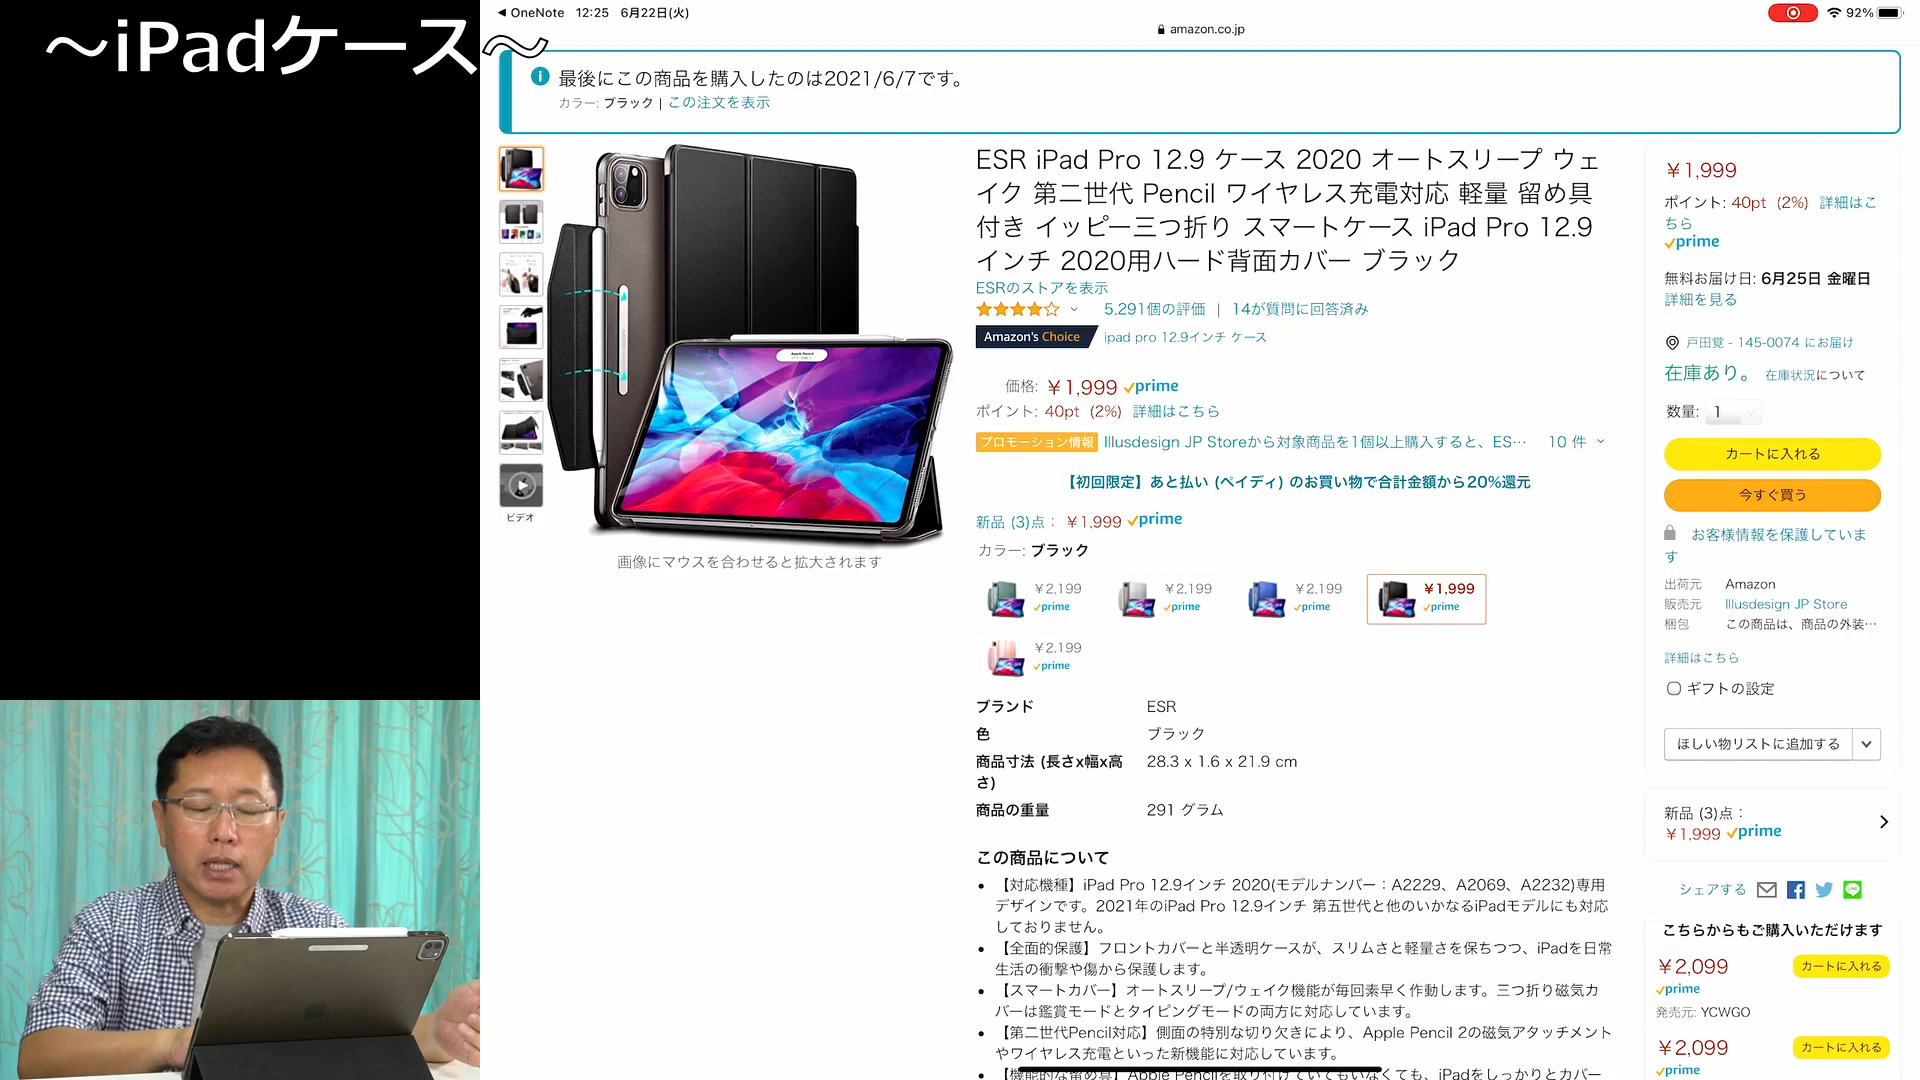 ～iPadケース～
◀ OneNote 12:25 6月22日(火)
92%
amazon.co.jp
最後にこの商品を購入したのは2021/6/7です。
カラー: ブラック | この注文を表示
ビデオ
画像にマウスを合わせると拡大されます
ESR iPad Pro 12.9 ケース 2020 オートスリープ ウェ
イク 第二世代 Pencil ワイヤレス充電対応 軽量 留め具
付き イッピー三つ折り スマートケース iPad Pro 12.9
インチ 2020用ハード背面カバー ブラック
ESRのストアを表示
5,291個の評価 | 14が質問に回答済み
Amazon's Choice ipad pro 12.9インチ ケース
価格: ￥1,999 prime
ポイント: 40pt (2%) 詳細はこちら
プロモーション情報 Illusdesign JP Storeから対象商品を1個以上購入すると、ES… 10 件
【初回限定】あと払い (ペイディ) のお買い物で合計金額から20%還元
新品 (3)点： ￥1,999 prime
カラー: ブラック
￥2,199 ￥2,199 ￥2,199 ￥1,999
prime prime prime prime
￥2,199
prime
ブランド ESR
色 ブラック
商品寸法 (長さx幅x高 28.3 x 1.6 x 21.9 cm
さ)
商品の重量 291 グラム
この商品について
• 【対応機種】iPad Pro 12.9インチ 2020(モデルナンバー：A2229、A2069、A2232)専用
デザインです。2021年のiPad Pro 12.9インチ 第五世代と他のいかなるiPadモデルにも対応
しておりません。
• 【全面的保護】フロントカバーと半透明ケースが、スリムさと軽量さを保ちつつ、iPadを日常
生活の衝撃や傷から保護します。
• 【スマートカバー】オートスリープ/ウェイク機能が毎回素早く作動します。三つ折り磁気カ
バーは鑑賞モードとタイピングモードの両方に対応しています。
• 【第二世代Pencil対応】側面の特別な切り欠きにより、Apple Pencil 2の磁気アタッチメント
やワイヤレス充電といった新機能に対応しています。
• 【機能的な留め具】Apple Pencilを取り付けていてもいなくても、iPadをしっかりとカバー
￥1,999
ポイント: 40pt (2%) 詳細はこ
ちら
prime
無料お届け日: 6月25日 金曜日
詳細を見る
戸田覚 - 145-0074 にお届け
在庫あり。 在庫状況について
数量: 1
カートに入れる
今すぐ買う
お客様情報を保護していま
す
出荷元 Amazon
販売元 Illusdesign JP Store
梱包 この商品は、商品の外装…
詳細はこちら
ギフトの設定
ほしい物リストに追加する
新品 (3)点：
￥1,999 prime
シェアする
こちらからもご購入いただけます
￥2,099 カートに入れる
prime
発売元: YCWGO
￥2,099 カートに入れる
prime